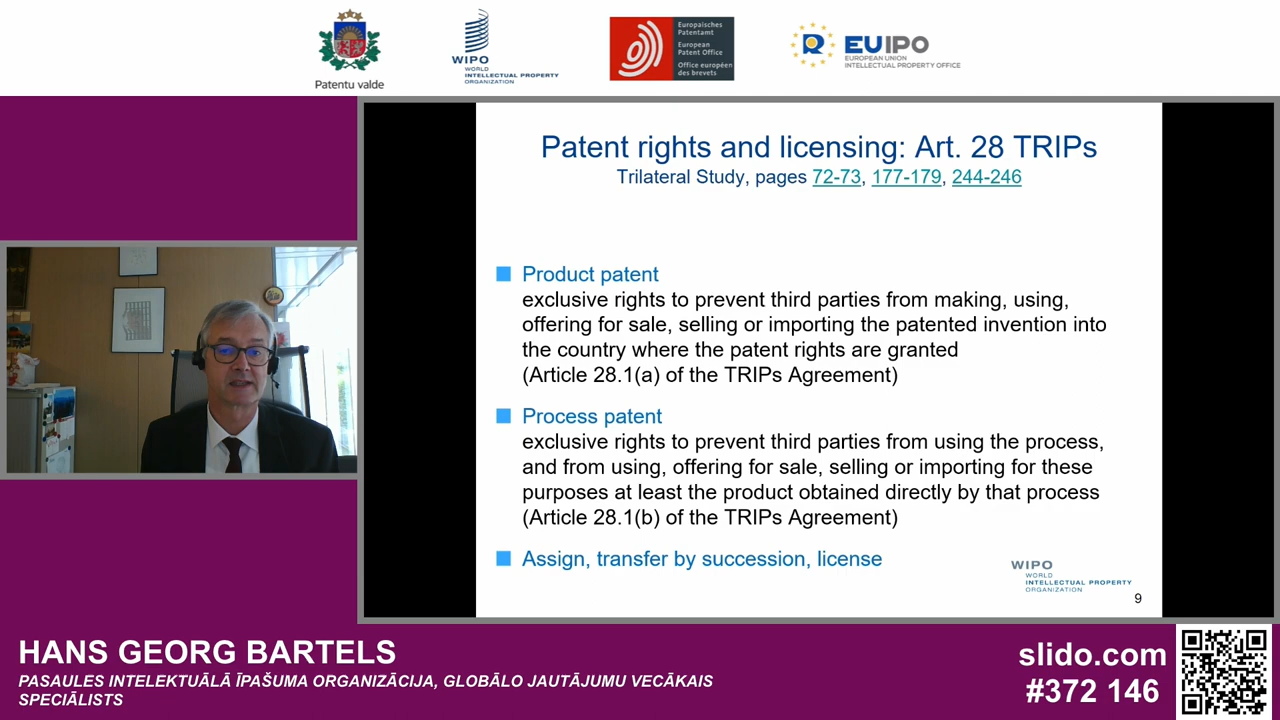 Patentu valde
WIPO
WORLD
INTELLECTUAL PROPERTY
ORGANIZATION
Europäisches
Patentamt
European
Patent Office
Office européen
des brevets
EUIPO
EUROPEAN UNION
INTELLECTUAL PROPERTY OFFICE
Patent rights and licensing: Art. 28 TRIPs
Trilateral Study, pages 72-73, 177-179, 244-246
Product patent
exclusive rights to prevent third parties from making, using,
offering for sale, selling or importing the patented invention into
the country where the patent rights are granted
(Article 28.1(a) of the TRIPs Agreement)
Process patent
exclusive rights to prevent third parties from using the process,
and from using, offering for sale, selling or importing for these
purposes at least the product obtained directly by that process
(Article 28.1(b) of the TRIPs Agreement)
Assign, transfer by succession, license
WIPO
WORLD
INTELLECTUAL PROPERTY
ORGANIZATION
9
HANS GEORG BARTELS
PASAULES INTELEKTUĀLĀ ĪPAŠUMA ORGANIZĀCIJA, GLOBĀLO JAUTĀJUMU VECĀKAIS
SPECIĀLISTS
slido.com
#372 146